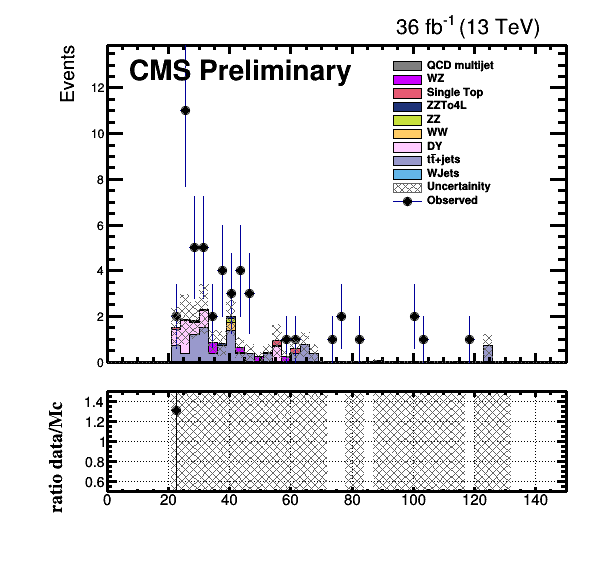 36 fb⁻¹ (13 TeV)
Events
CMS Preliminary
QCD multijet
WZ
Single Top
ZZTo4L
ZZ
WW
DY
tt̄+jets
WJets
Uncertainity
Observed
12
10
8
6
4
2
0
ratio data/Mc
1.4
1.2
1
0.8
0.6
0 20 40 60 80 100 120 140